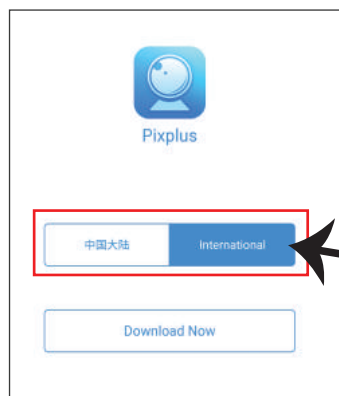 Pixplus
中国大陆 International
Download Now